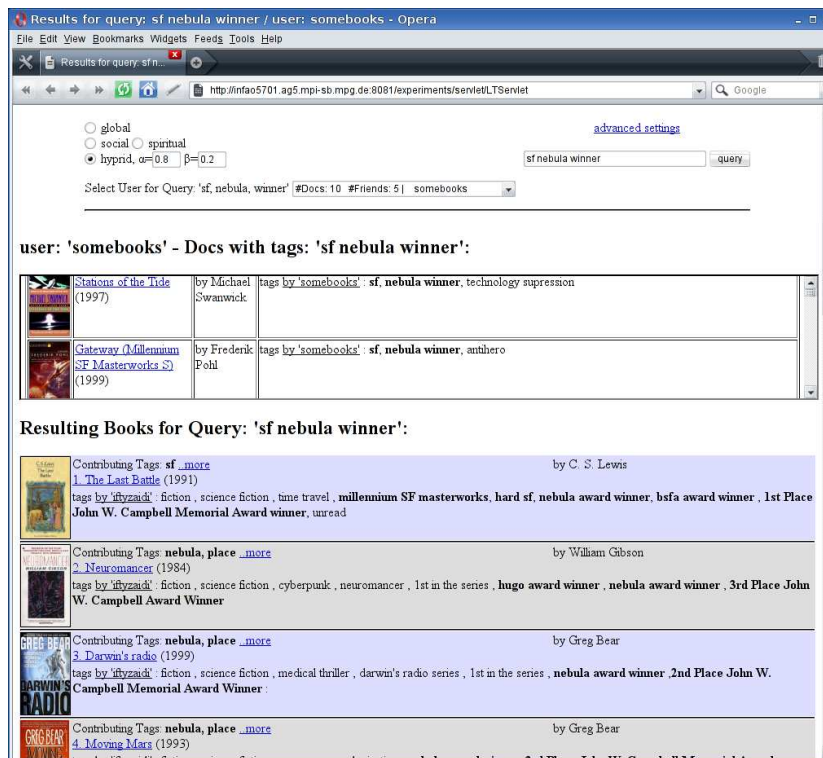 Results for query: sf nebula winner / user: somebooks - Opera
File Edit View Bookmarks Widgets Feeds Tools Help
Results for query: sf n...
http://infao5701.ag5.mpi-sb.mpg.de:8081/experiments/servlet/LTServlet
Google
global
advanced settings
social spiritual
hyprid, α= 0.8 β= 0.2
sf nebula winner query
Select User for Query: 'sf, nebula, winner' #Docs: 10 #Friends: 5 | somebooks
user: 'somebooks' - Docs with tags: 'sf nebula winner':
Stations of the Tide by Michael tags by 'somebooks' : sf, nebula winner, technology supression
(1997) Swanwick
Gateway (Millennium by Frederik tags by 'somebooks' : sf, nebula winner, antihero
SF Masterworks S) Pohl
(1999)
Resulting Books for Query: 'sf nebula winner':
Contributing Tags: sf ...more by C. S. Lewis
1. The Last Battle (1991)
tags by 'iftyzaidi' : fiction , science fiction , time travel , millennium SF masterworks, hard sf, nebula award winner, bsfa award winner , 1st Place
John W. Campbell Memorial Award winner, unread
Contributing Tags: nebula, place ...more by William Gibson
2. Neuromancer (1984)
tags by 'iftyzaidi' : fiction , science fiction , cyberpunk , neuromancer , 1st in the series , hugo award winner , nebula award winner , 3rd Place John
W. Campbell Award Winner
Contributing Tags: nebula, place ...more by Greg Bear
3. Darwin's radio (1999)
tags by 'iftyzaidi' : fiction , science fiction , medical thriller , darwin's radio series , 1st in the series , nebula award winner ,2nd Place John W.
Campbell Memorial Award Winner :
GREG BEAR
DARWIN'S
RADIO
Contributing Tags: nebula, place ...more by Greg Bear
4. Moving Mars (1993)
GREG BEAR